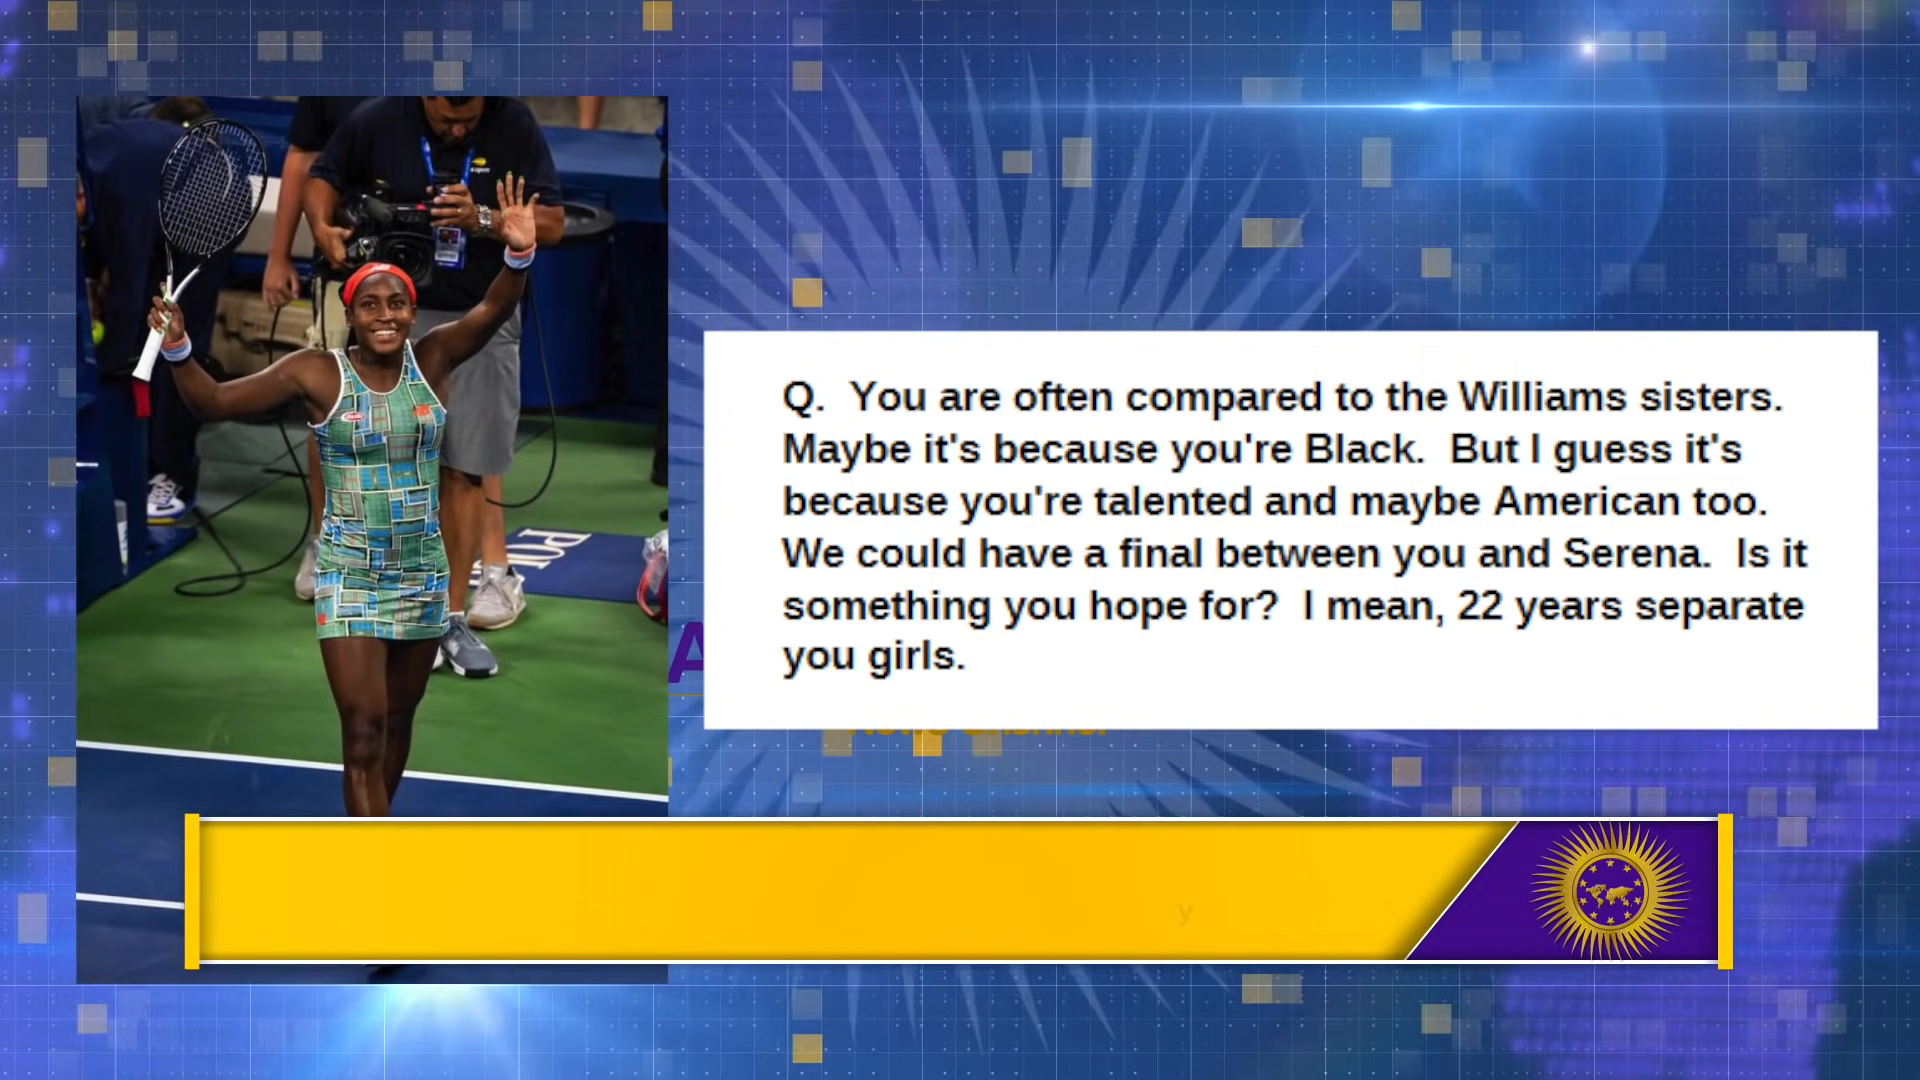 Q.  You are often compared to the Williams sisters.
Maybe it's because you're Black.  But I guess it's
because you're talented and maybe American too.
We could have a final between you and Serena.  Is it
something you hope for?  I mean, 22 years separate
you girls.